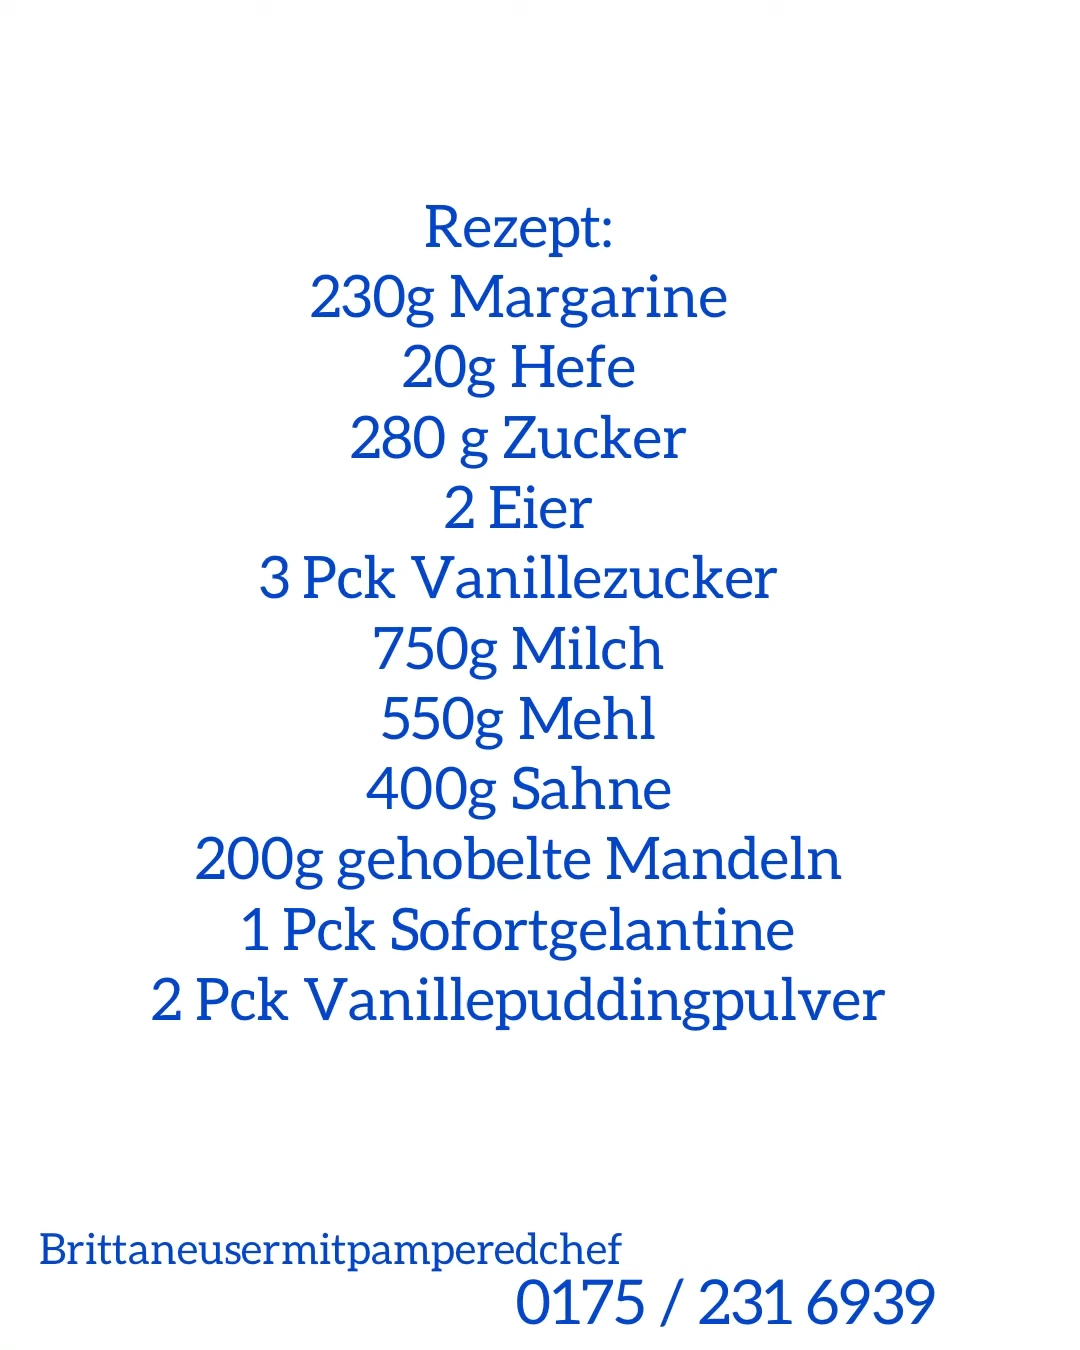 Rezept:
230g Margarine
20g Hefe
280 g Zucker
2 Eier
3 Pck Vanillezucker
750g Milch
550g Mehl
400g Sahne
200g gehobelte Mandeln
1 Pck Sofortgelantine
2 Pck Vanillepuddingpulver
Brittaneusermitpamperedchef
0175 / 231 6939